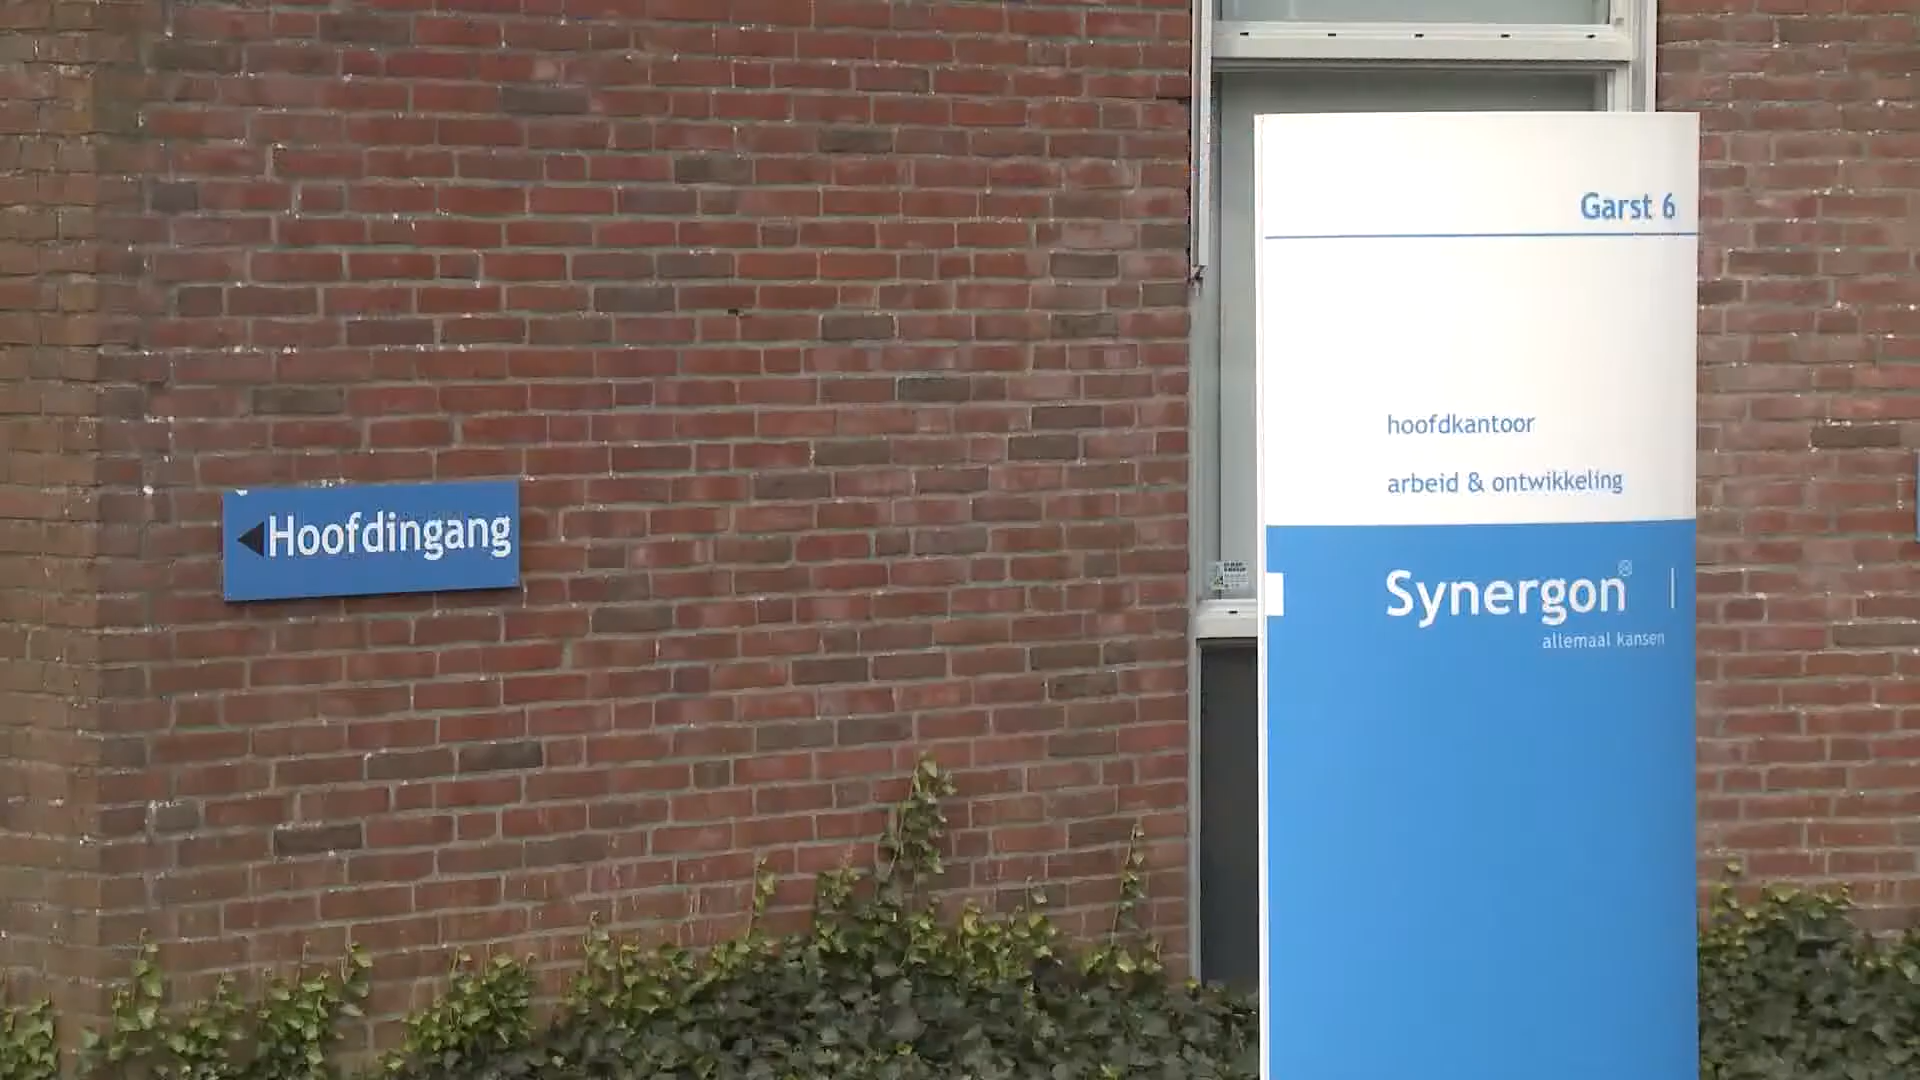 Garst 6
hoofdkantoor
arbeid & ontwikkeling
Hoofdingang
Synergon®
allemaal kansen